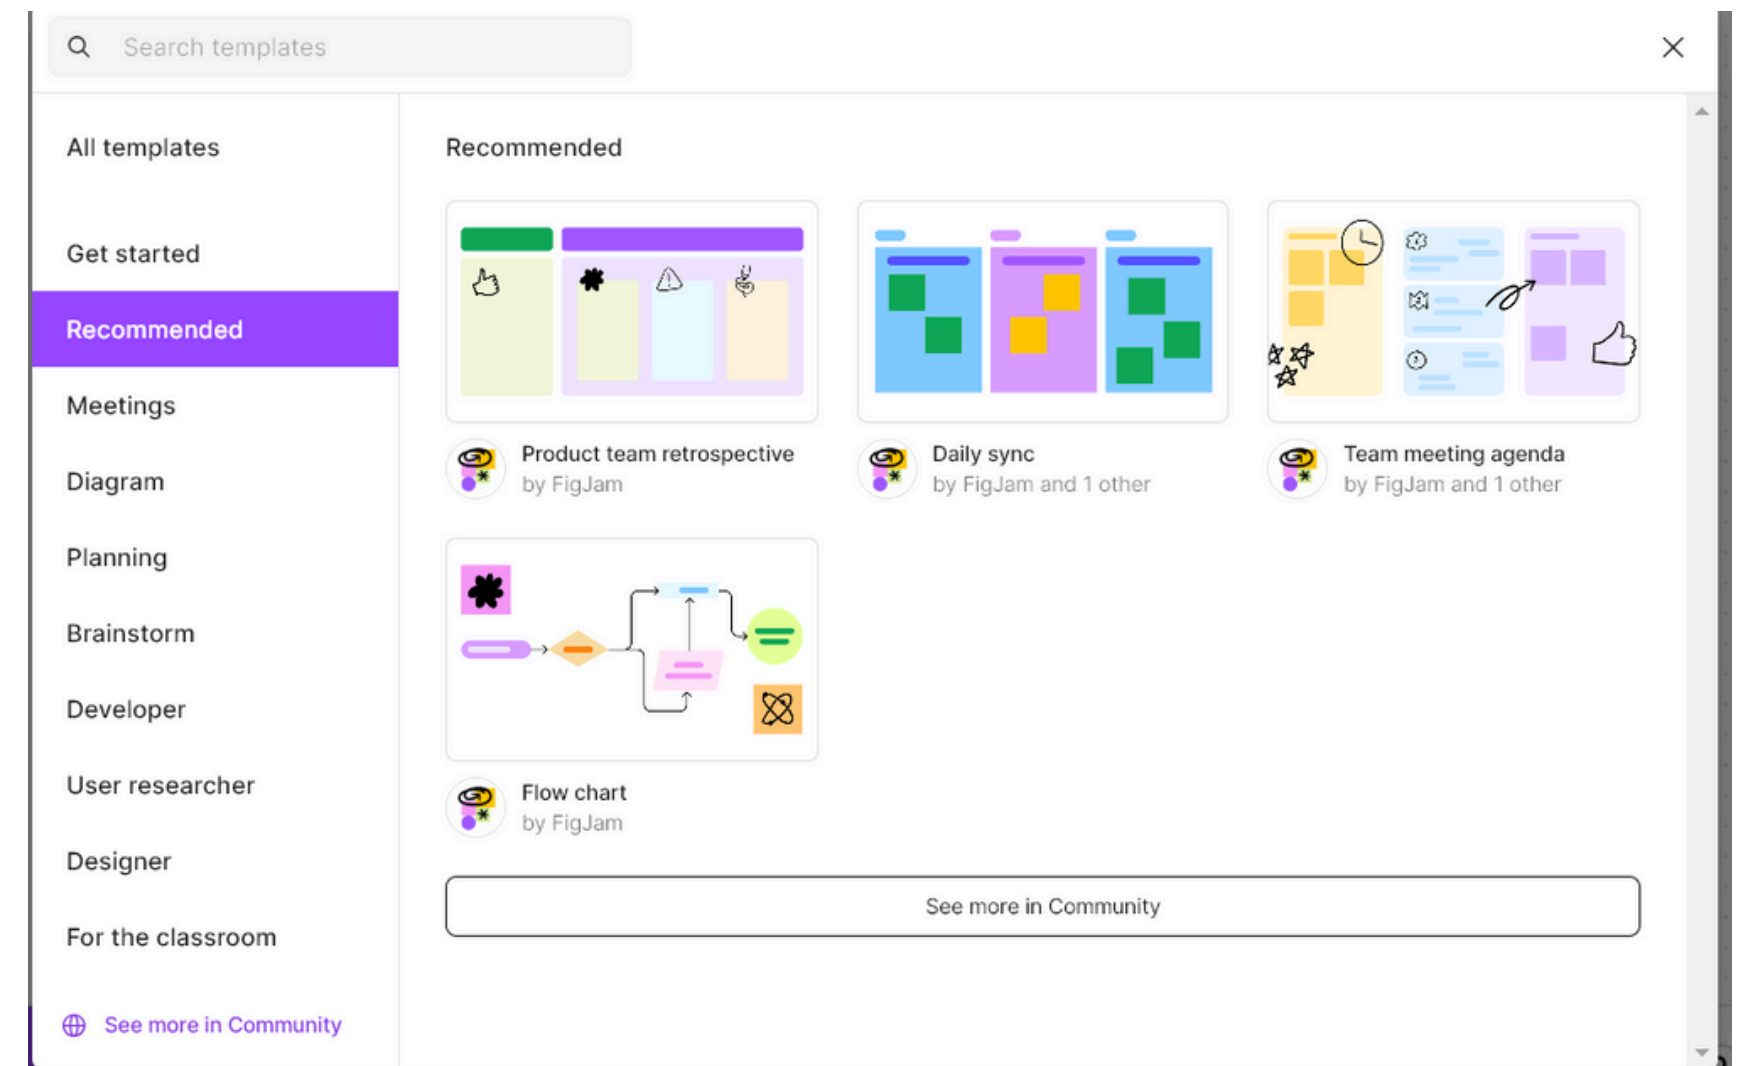 Search templates
All templates
Get started
Recommended
Meetings
Diagram
Planning
Brainstorm
Developer
User researcher
Designer
For the classroom
See more in Community
Recommended
Product team retrospective
by FigJam
Daily sync
by FigJam and 1 other
Team meeting agenda
by FigJam and 1 other
Flow chart
by FigJam
See more in Community